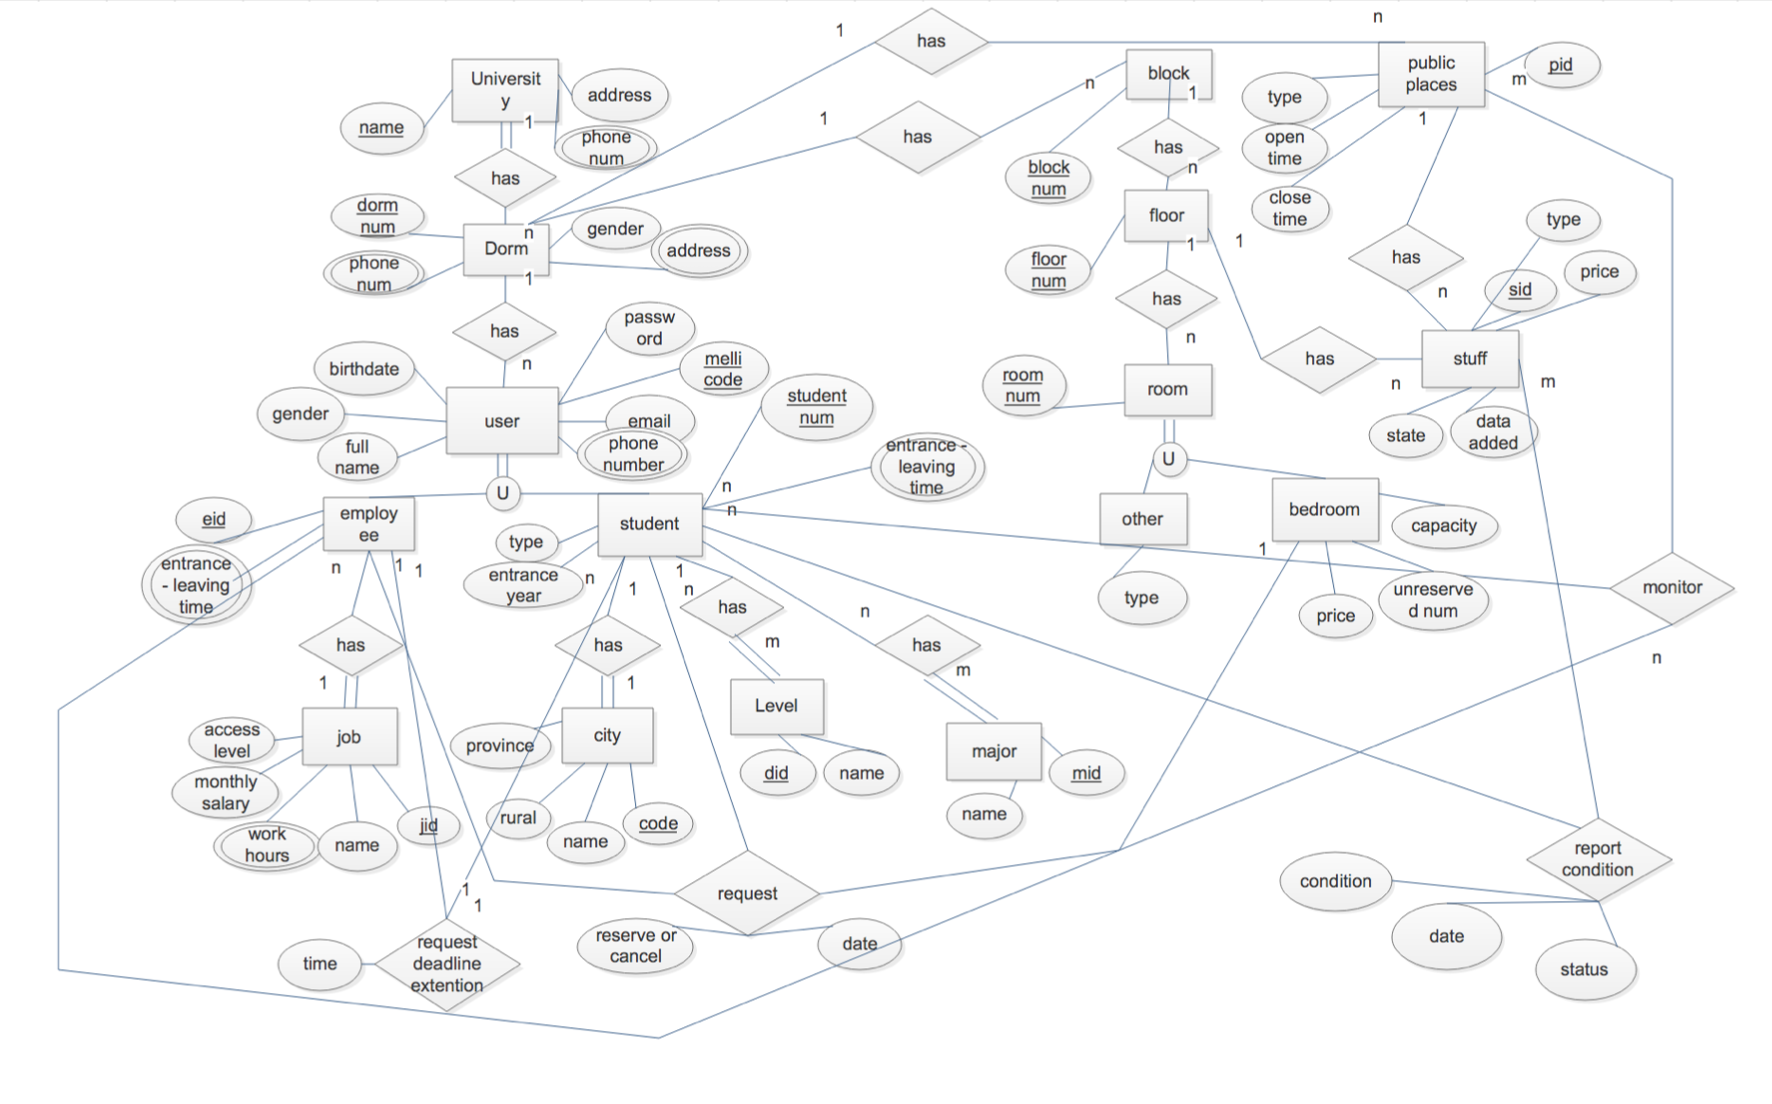 1
has
n
Universit
y
address
name
1
phone
num
has
dorm
num
n
Dorm
gender
address
phone
num
1
has
n
passw
ord
melli
code
birthdate
gender
user
email
full
name
phone
number
student
num
entrance -
leaving
time
U
1
has
n
block
1
block
num
has
n
floor
1
1
floor
num
has
n
room
num
room
U
other
type
bedroom
capacity
1
price
unreserve
d num
public
places
m
pid
type
1
open
time
close
time
has
n
type
sid
price
has
n
stuff
m
state
data
added
monitor
n
eid
employ
ee
entrance
- leaving
time
n
1
1
has
1
access
level
job
monthly
salary
work
hours
name
jid
student
n
n
type
entrance
year
n
1
1
n
has
1
province
city
rural
name
code
has
m
Level
did
name
n
has
m
major
mid
name
1
1
request
deadline
extention
time
request
reserve or
cancel
date
report
condition
condition
date
status